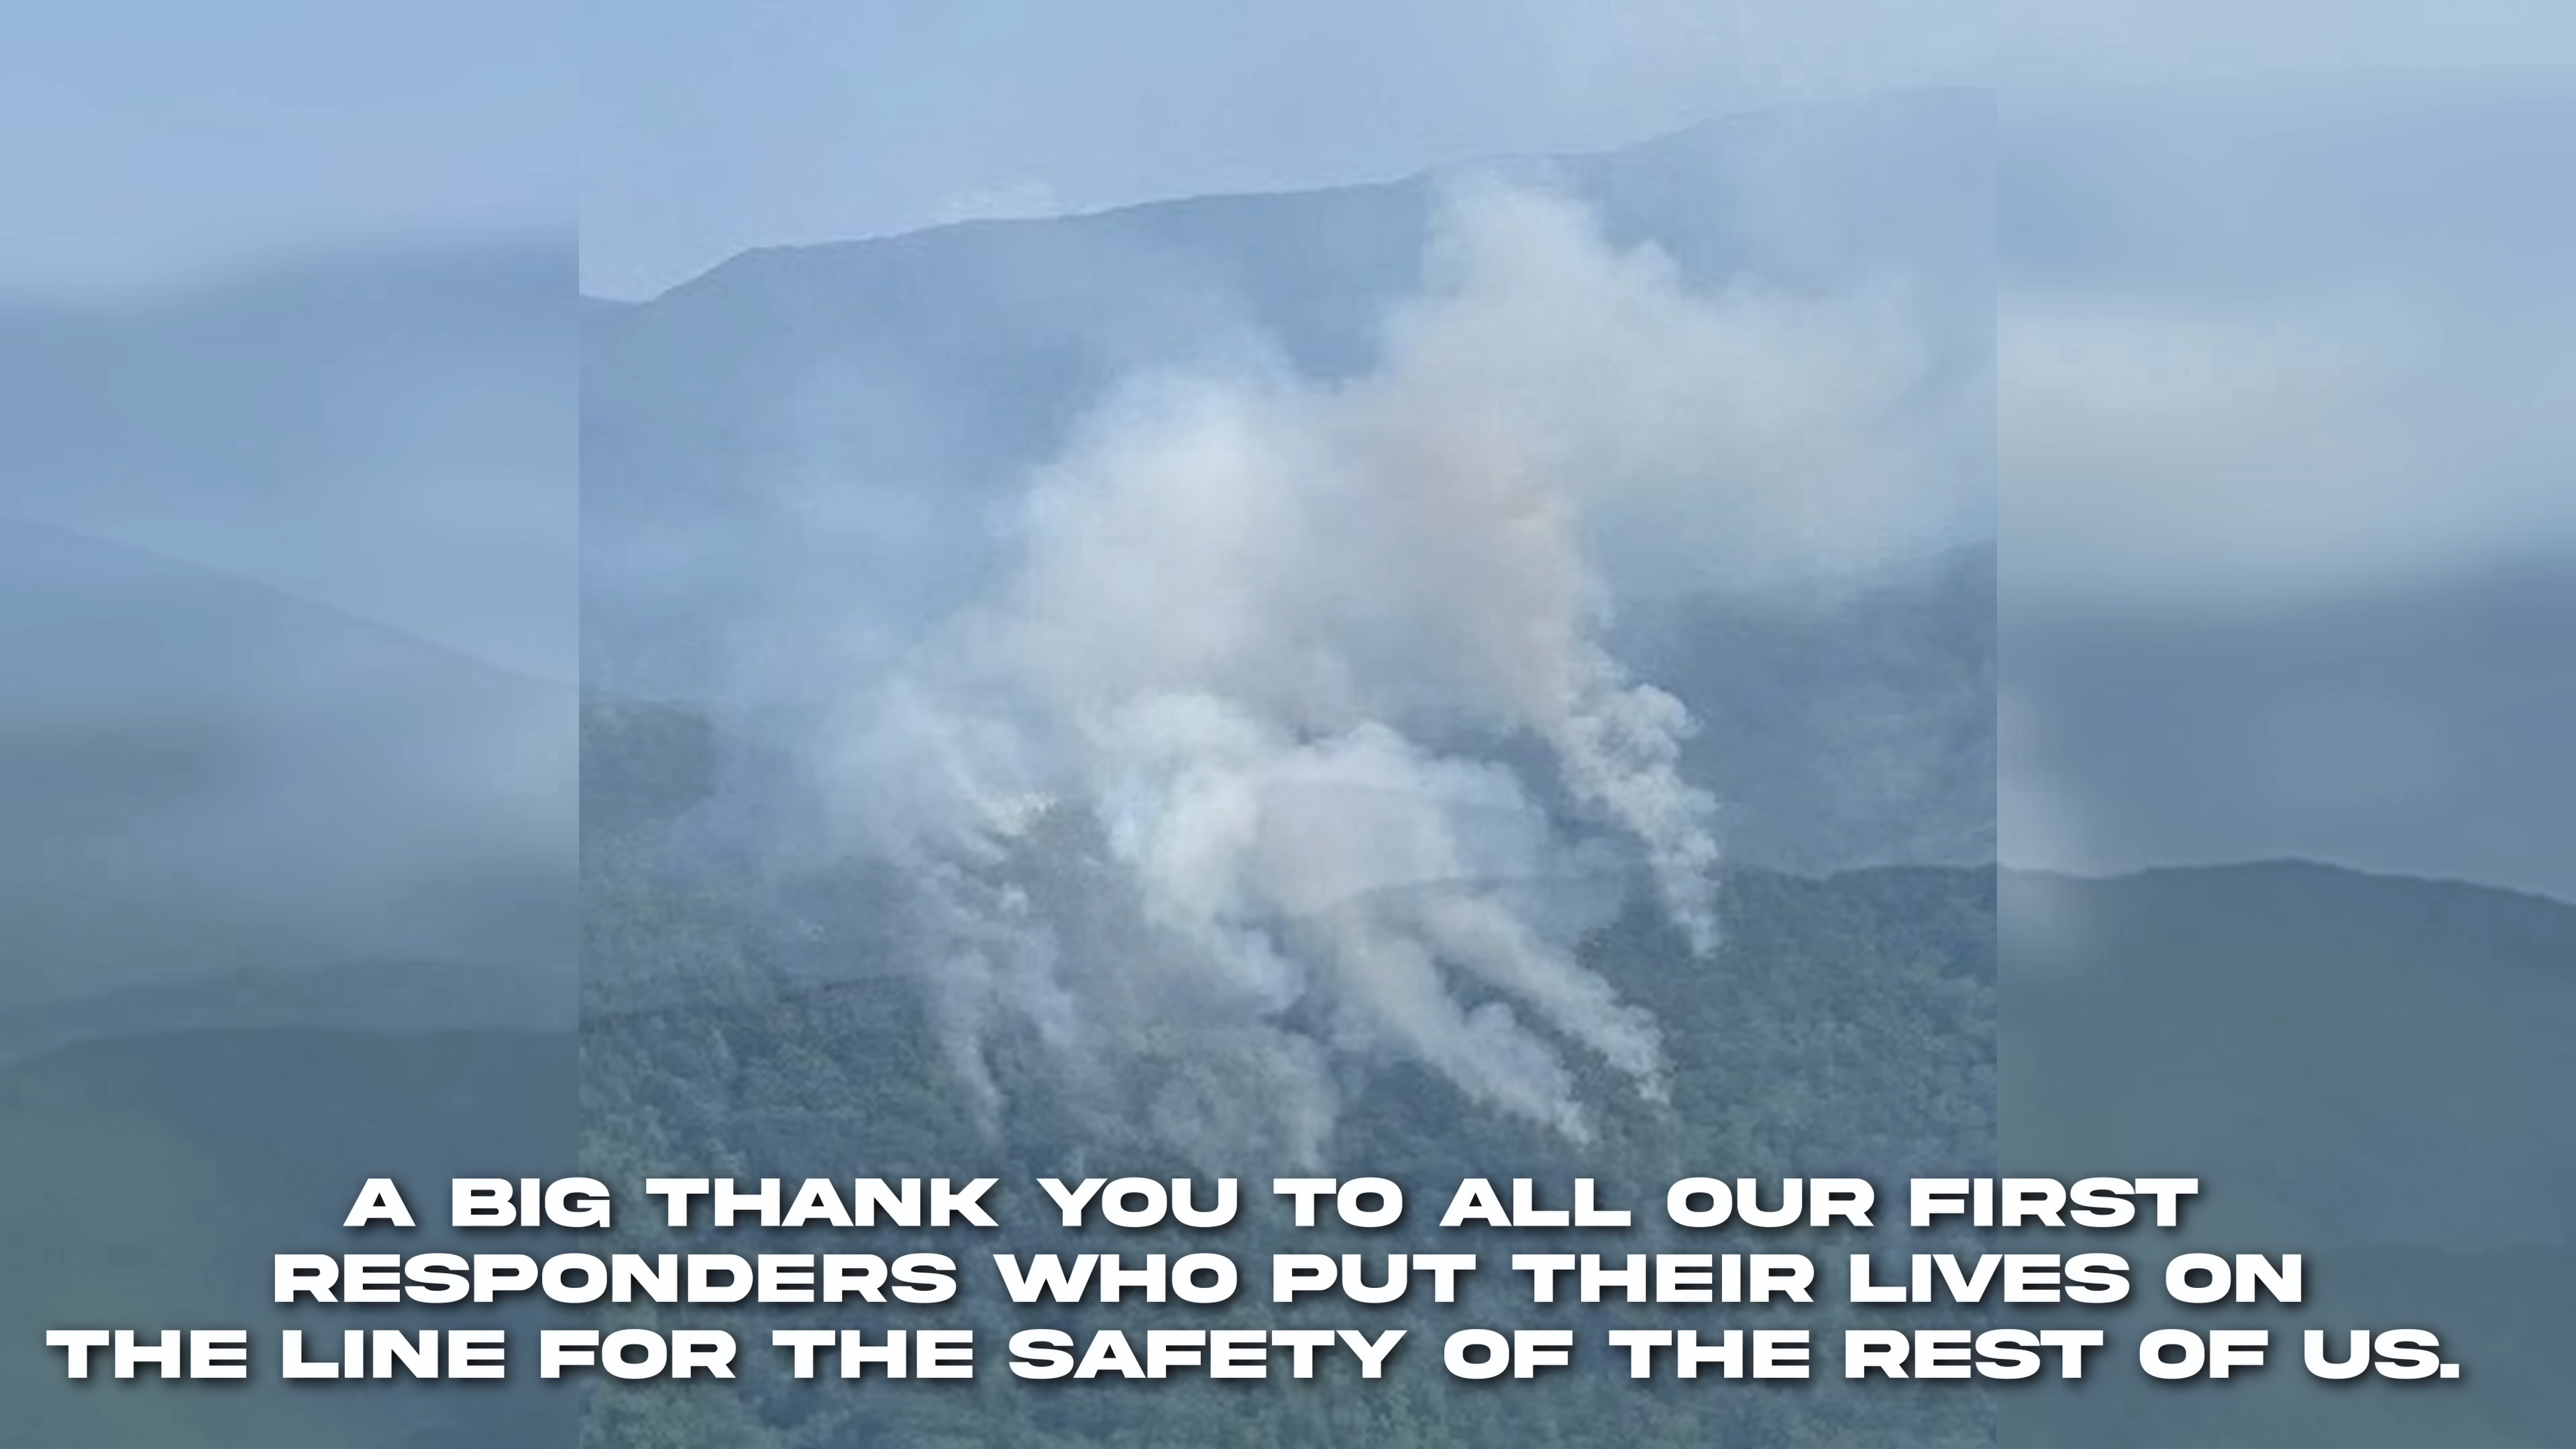 A BIG THANK YOU TO ALL OUR FIRST
RESPONDERS WHO PUT THEIR LIVES ON
THE LINE FOR THE SAFETY OF THE REST OF US.